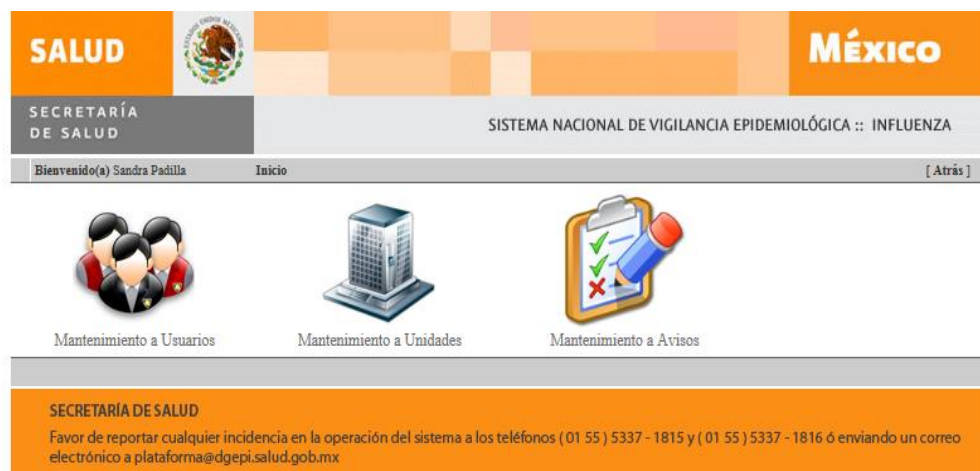 SALUD
MÉXICO
SECRETARÍA
DE SALUD
SISTEMA NACIONAL DE VIGILANCIA EPIDEMIOLÓGICA :: INFLUENZA
Bienvenido(a) Sandra Padilla Inicio [ Atrás ]
Mantenimiento a Usuarios Mantenimiento a Unidades Mantenimiento a Avisos
SECRETARÍA DE SALUD
Favor de reportar cualquier incidencia en la operación del sistema a los teléfonos ( 01 55 ) 5337 - 1815 y ( 01 55 ) 5337 - 1816 ó enviando un correo
electrónico a plataforma@dgepi.salud.gob.mx